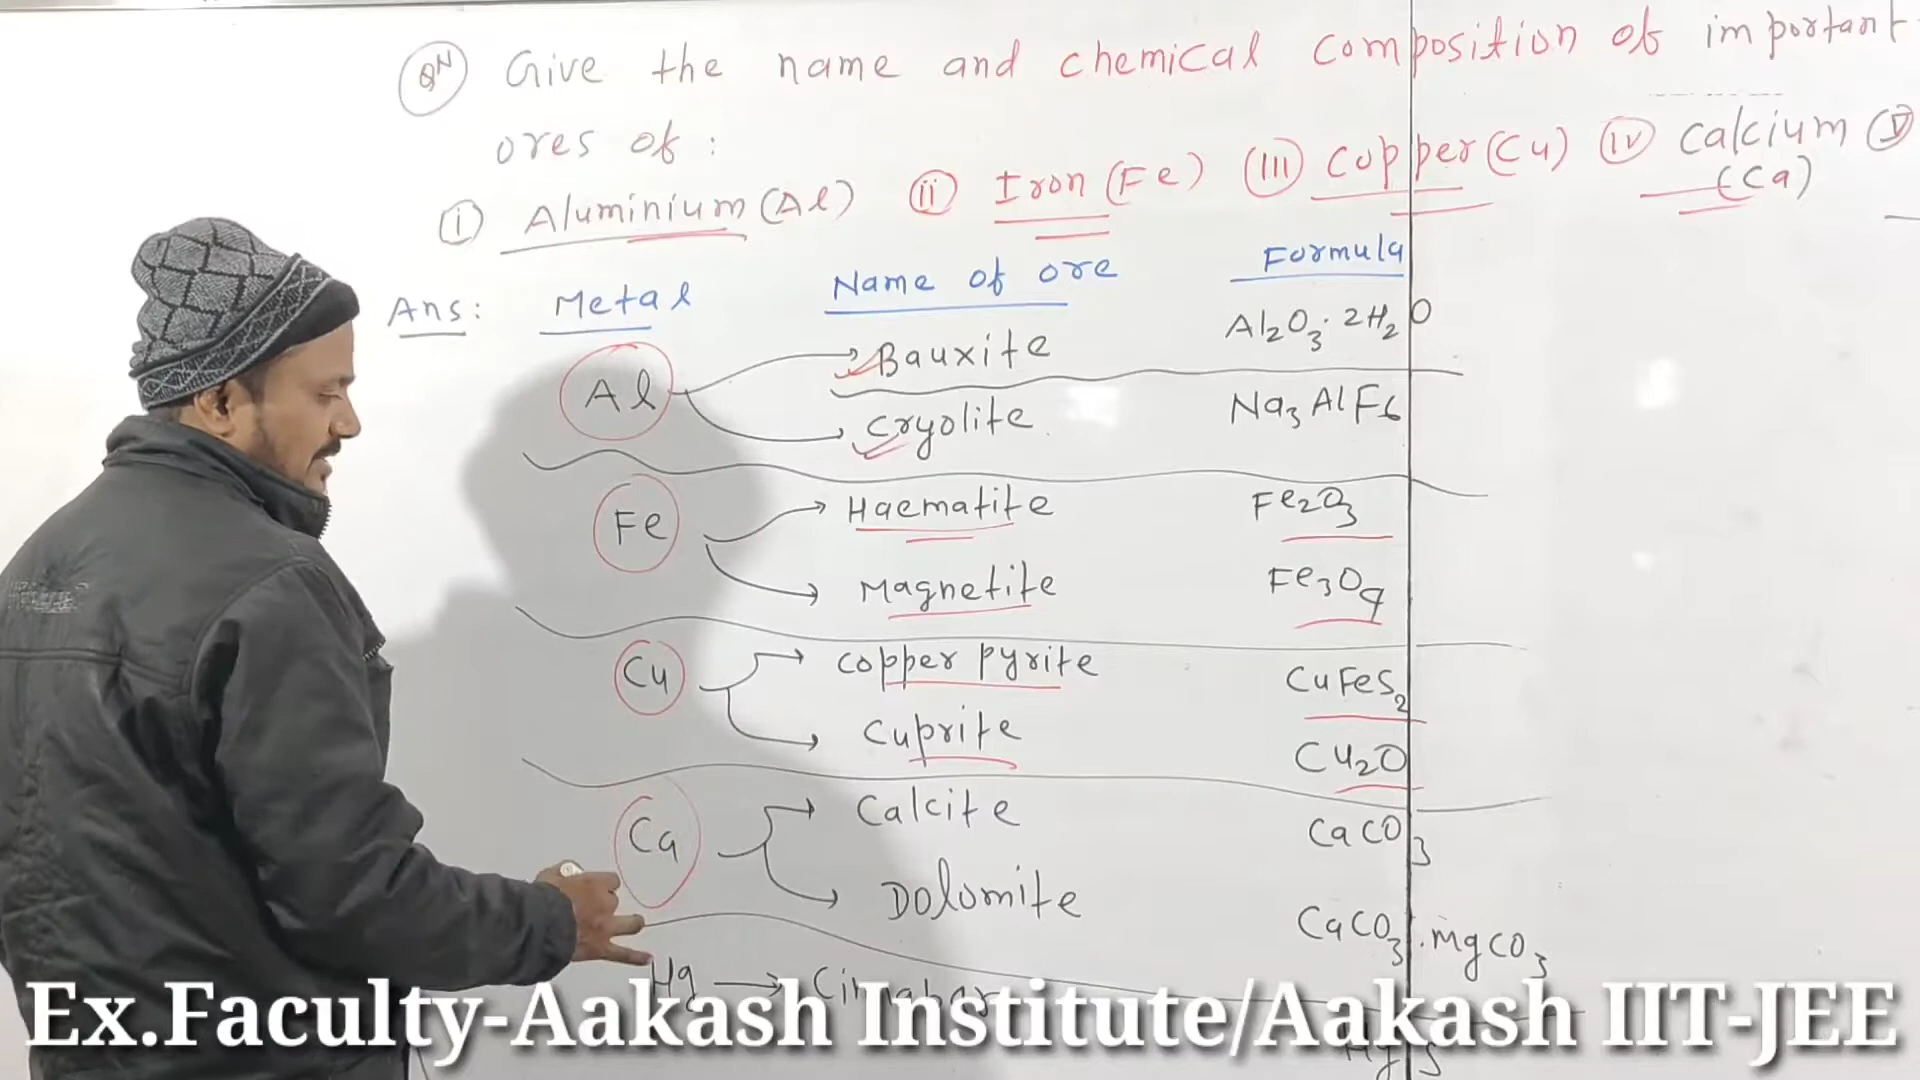 QN Give the name and chemical composition of important
ores of :
(i) Aluminium (Al) (ii) Iron (Fe) (iii) Copper (Cu) (iv) Calcium (Ca) (v)
Ans: Metal Name of ore Formula
Al Bauxite Al₂O₃·2H₂O
Cryolite Na₃AlF₆
Fe Haematite Fe₂O₃
Magnetite Fe₃O₄
Cu Copper pyrite CuFeS₂
Cuprite Cu₂O
Ca Calcite CaCO₃
Dolomite CaCO₃.MgCO₃
Hg Cinnabar HgS
Ex.Faculty-Aakash Institute/Aakash IIT-JEE